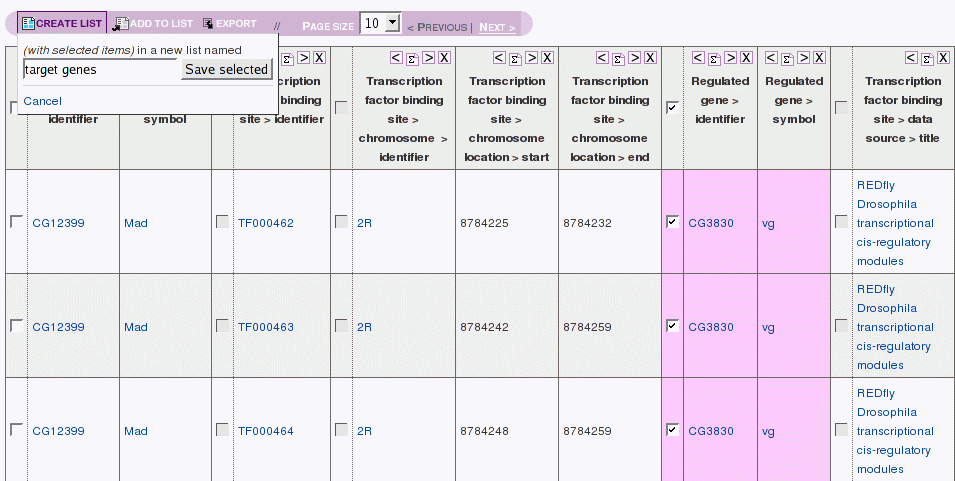 CREATE LIST ADD TO LIST EXPORT // PAGE SIZE 10 < PREVIOUS | NEXT >
(with selected items) in a new list named
target genes Save selected
Cancel
identifier
symbol
cription
binding
site > identifier
< Σ > X
Transcription
factor binding
site >
chromosome >
identifier
< Σ > X
Transcription
factor binding
site >
chromosome
location > start
< Σ > X
Transcription
factor binding
site >
chromosome
location > end
< Σ > X
Regulated
gene >
identifier
< Σ > X
Regulated
gene >
symbol
< Σ > X
Transcription
factor binding
site > data
source > title
< Σ X
CG12399 Mad TF000462 2R 8784225 8784232 CG3830 vg
REDfly
Drosophila
transcriptional
cis-regulatory
modules
CG12399 Mad TF000463 2R 8784242 8784259 CG3830 vg
REDfly
Drosophila
transcriptional
cis-regulatory
modules
CG12399 Mad TF000464 2R 8784248 8784259 CG3830 vg
REDfly
Drosophila
transcriptional
cis-regulatory
modules